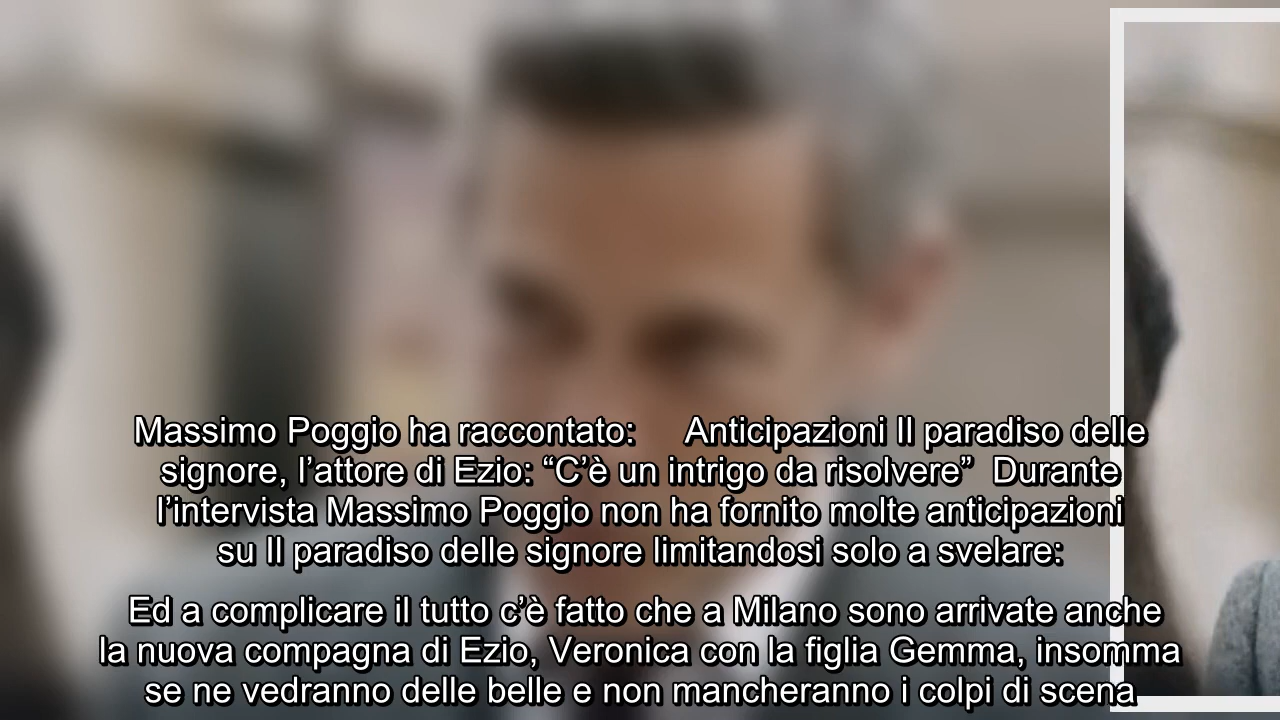 Massimo Poggio ha raccontato:     Anticipazioni Il paradiso delle
signore, l’attore di Ezio: “C’è un intrigo da risolvere”  Durante
l’intervista Massimo Poggio non ha fornito molte anticipazioni
su Il paradiso delle signore limitandosi solo a svelare:
Ed a complicare il tutto c’è fatto che a Milano sono arrivate anche
la nuova compagna di Ezio, Veronica con la figlia Gemma, insomma
se ne vedranno delle belle e non mancheranno i colpi di scena